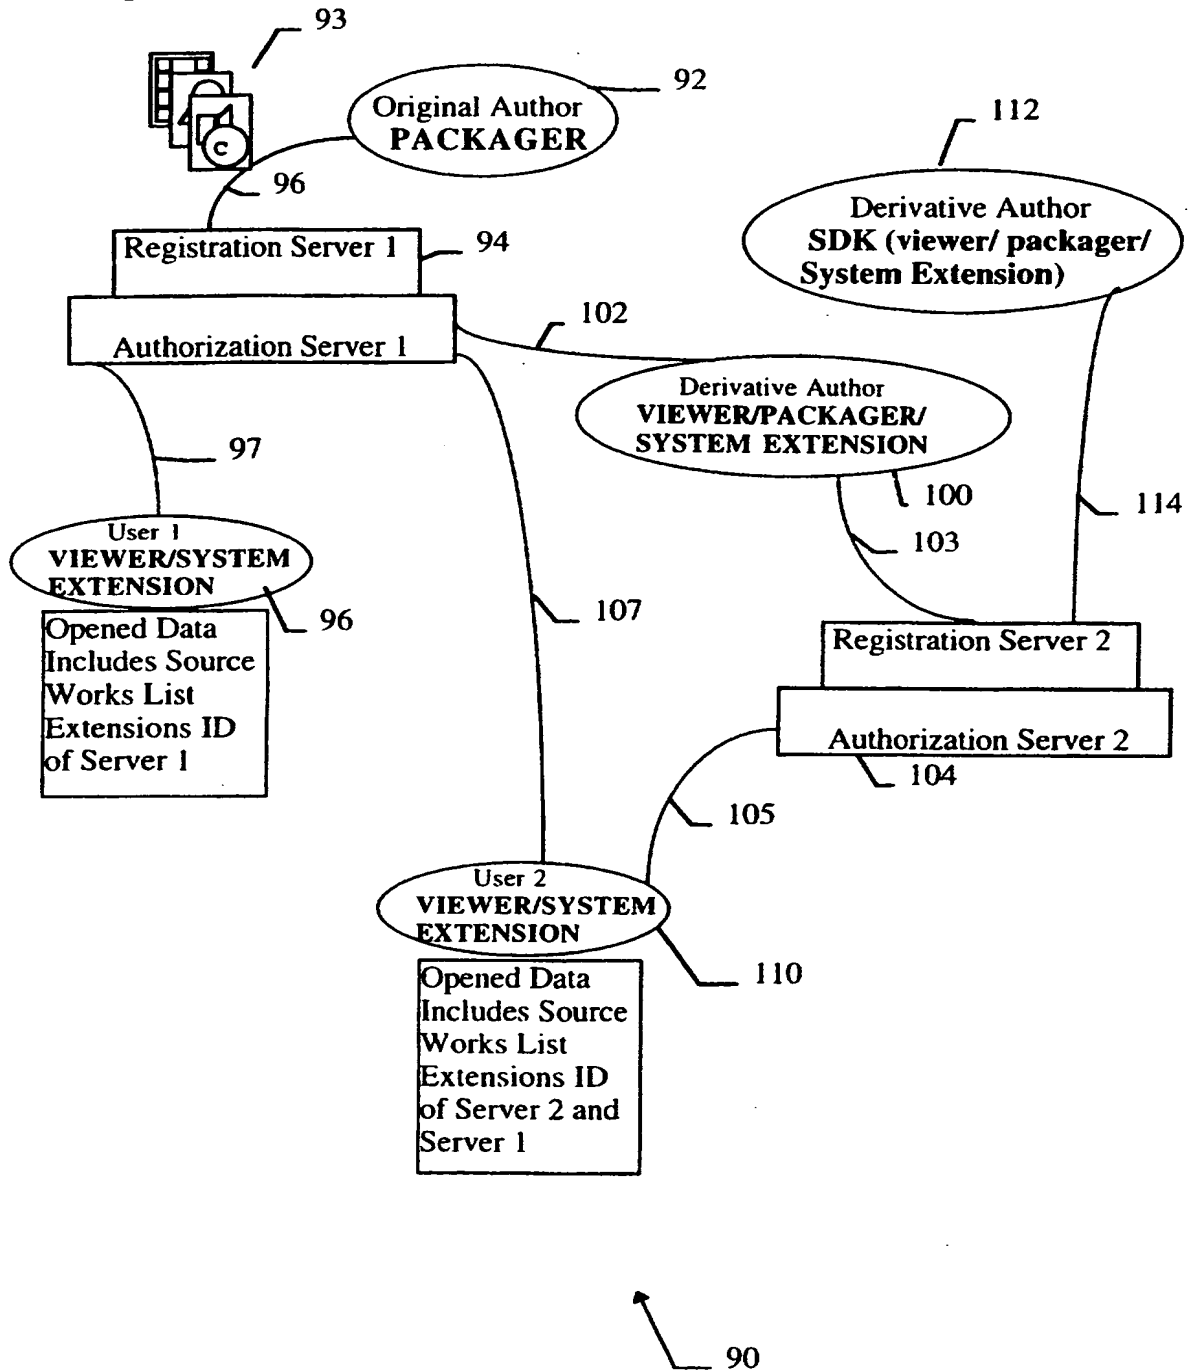 93
Original Author
PACKAGER
92
C
96
112
Derivative Author
SDK (viewer/ packager/
System Extension)
Registration Server 1
94
Authorization Server 1
102
Derivative Author
VIEWER/PACKAGER/
SYSTEM EXTENSION
97
100
114
103
User 1
VIEWER/SYSTEM
EXTENSION
96
107
Opened Data
Includes Source
Works List
Extensions ID
of Server 1
Registration Server 2
Authorization Server 2
104
105
User 2
VIEWER/SYSTEM
EXTENSION
110
Opened Data
Includes Source
Works List
Extensions ID
of Server 2 and
Server 1
90